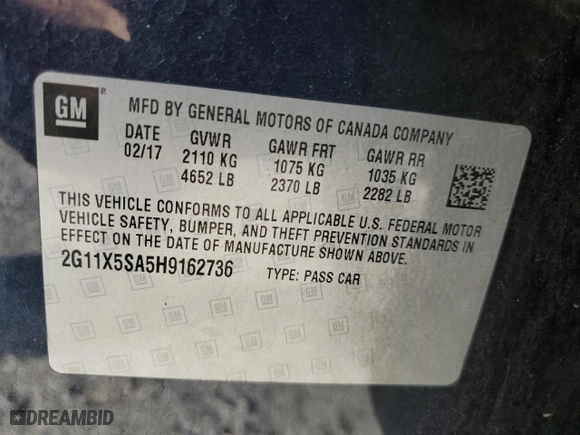 GM
MFD BY GENERAL MOTORS OF CANADA COMPANY
DATE GVWR GAWR FRT GAWR RR
02/17 2110 KG 1075 KG 1035 KG
4652 LB 2370 LB 2282 LB
THIS VEHICLE CONFORMS TO ALL APPLICABLE U.S. FEDERAL MOTOR
VEHICLE SAFETY, BUMPER, AND THEFT PREVENTION STANDARDS IN
EFFECT ON THE DATE OF MANUFACTURE SHOWN ABOVE.
2G11X5SA5H9162736 TYPE: PASS CAR
DREAMBID